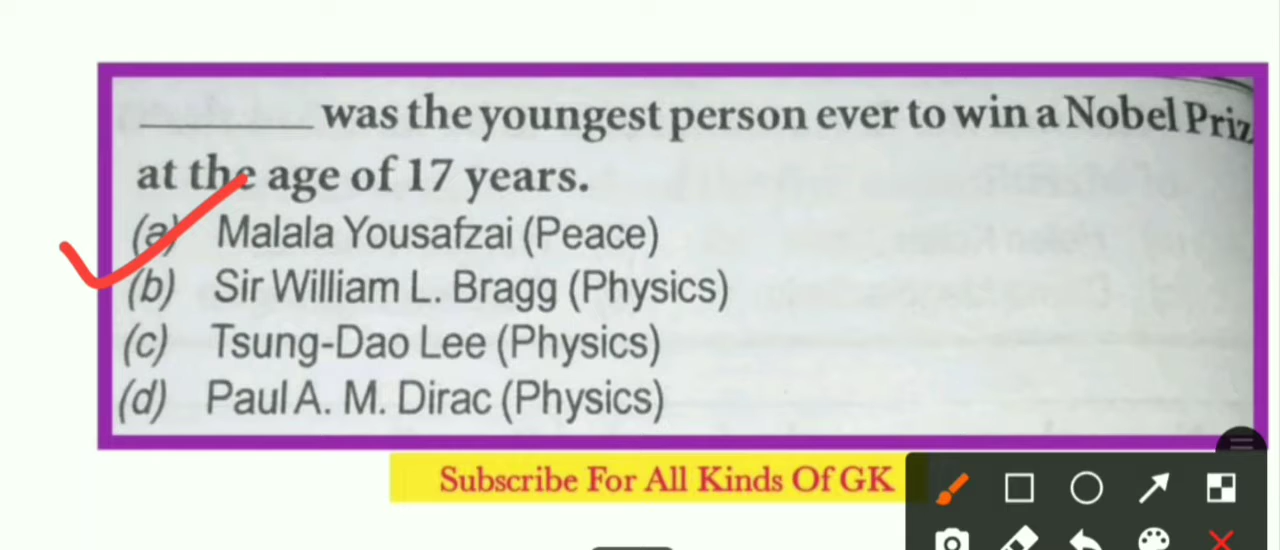 ______ was the youngest person ever to win a Nobel Priz
at the age of 17 years.
(a) Malala Yousafzai (Peace)
(b) Sir William L. Bragg (Physics)
(c) Tsung-Dao Lee (Physics)
(d) Paul A. M. Dirac (Physics)
Subscribe For All Kinds Of GK